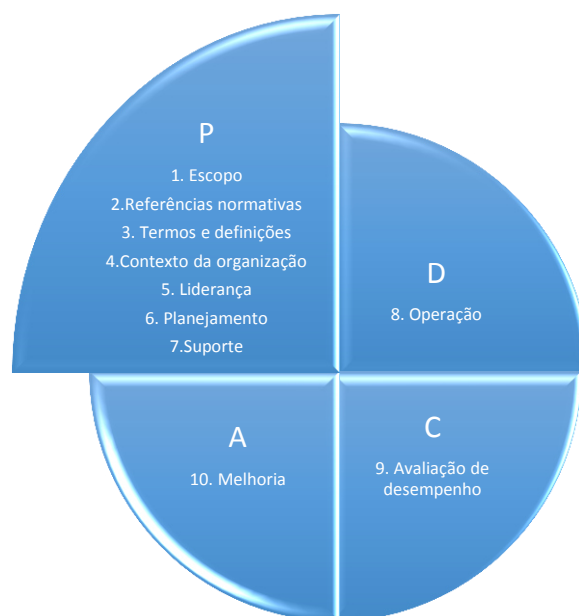 P
1. Escopo
2.Referências normativas
3. Termos e definições
4.Contexto da organização
5. Liderança
6. Planejamento
7.Suporte
D
8. Operação
A
10. Melhoria
C
9. Avaliação de
desempenho